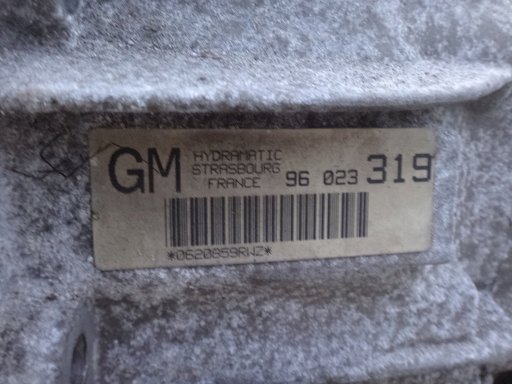 GM
HYDRAMATIC
STRASBOURG
FRANCE 96 023 319
*0620859RWZ*